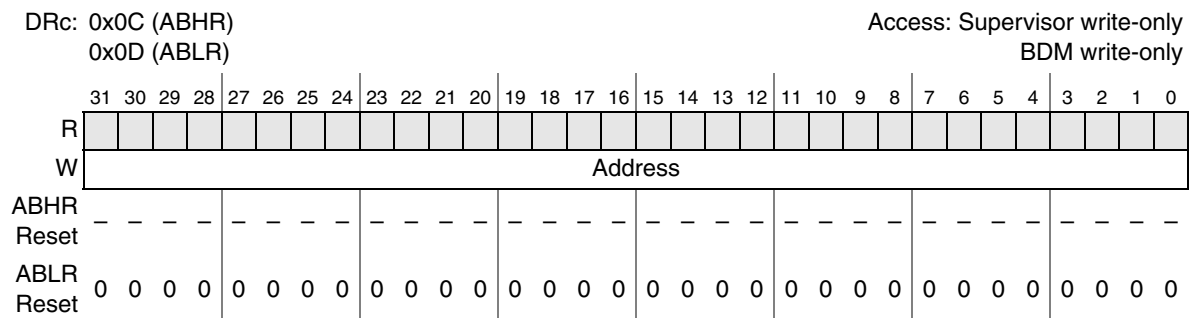 DRc: 0x0C (ABHR) Access: Supervisor write-only
0x0D (ABLR) BDM write-only
31 30 29 28 27 26 25 24 23 22 21 20 19 18 17 16 15 14 13 12 11 10 9 8 7 6 5 4 3 2 1 0
R
W Address
ABHR
Reset – – – – – – – – – – – – – – – – – – – – – – – – – – – – – – – –
ABLR
Reset 0 0 0 0 0 0 0 0 0 0 0 0 0 0 0 0 0 0 0 0 0 0 0 0 0 0 0 0 0 0 0 0